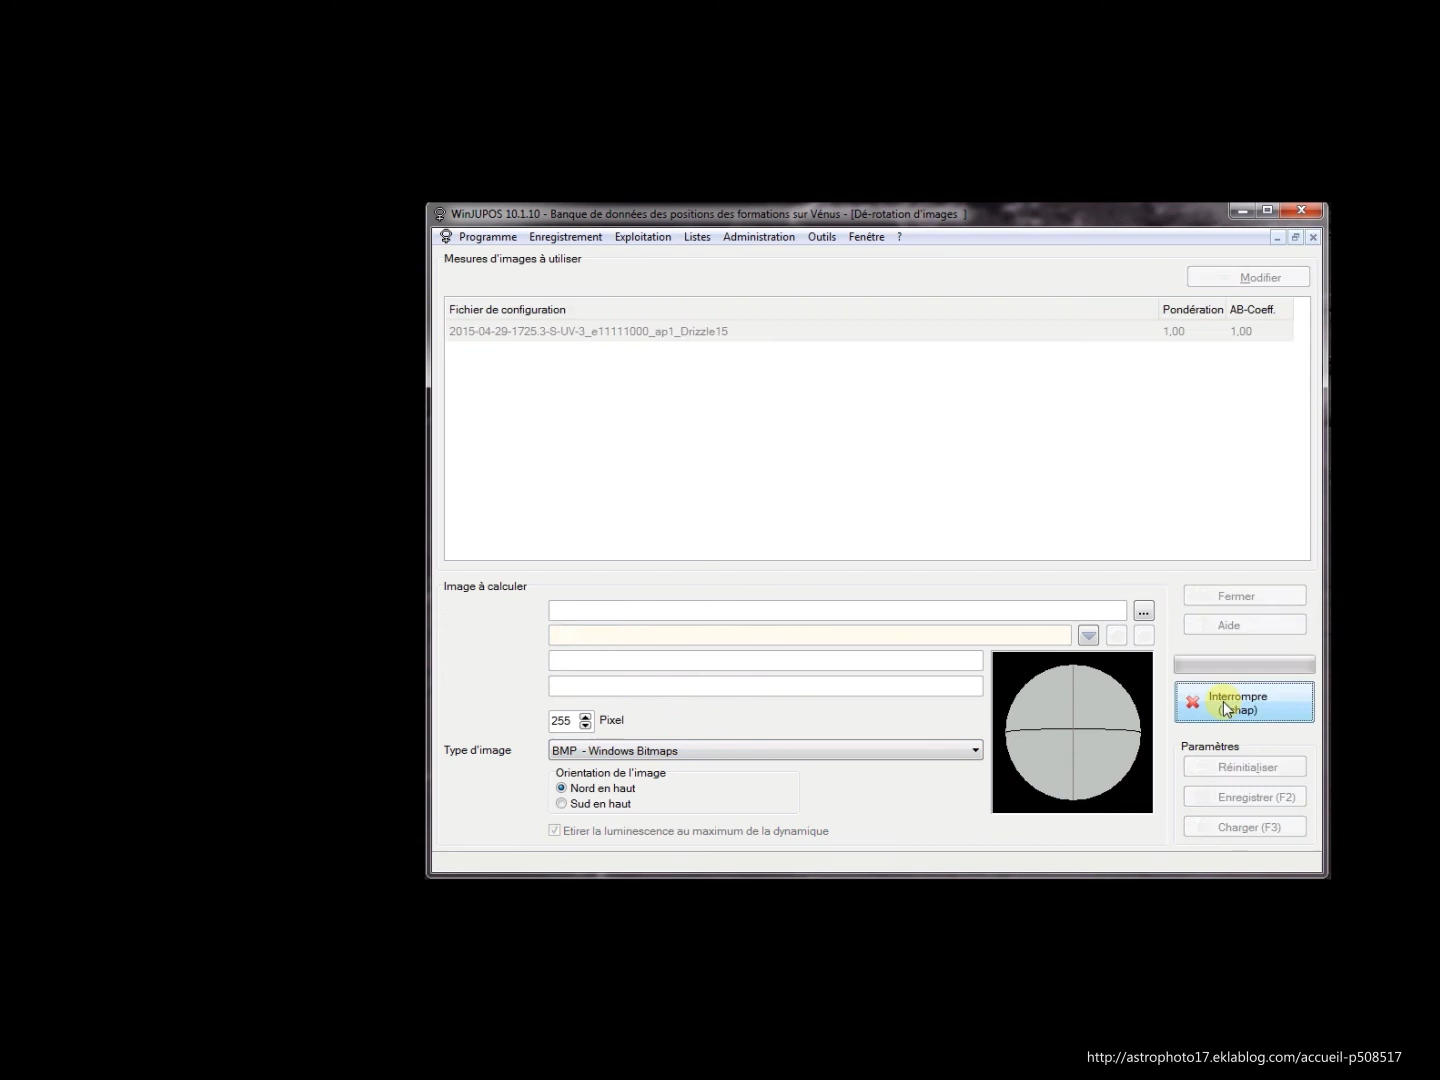 WinJUPOS 10.1.10 - Banque de données des positions des formations sur Vénus - [Dé-rotation d'images ]
Programme Enregistrement Exploitation Listes Administration Outils Fenêtre ?
Mesures d'images à utiliser
Modifier
Fichier de configuration Pondération AB-Coeff.
2015-04-29-1725.3-S-UV-3_e11111000_ap1_Drizzle15 1,00 1,00
Image à calculer
Fermer
...
Aide
Interrompre
255 Pixel
Type d'image BMP - Windows Bitmaps
Paramètres
Orientation de l'image
Réinitialiser
Nord en haut
Sud en haut
Enregistrer (F2)
Etirer la luminescence au maximum de la dynamique
Charger (F3)
http://astrophoto17.eklablog.com/accueil-p508517